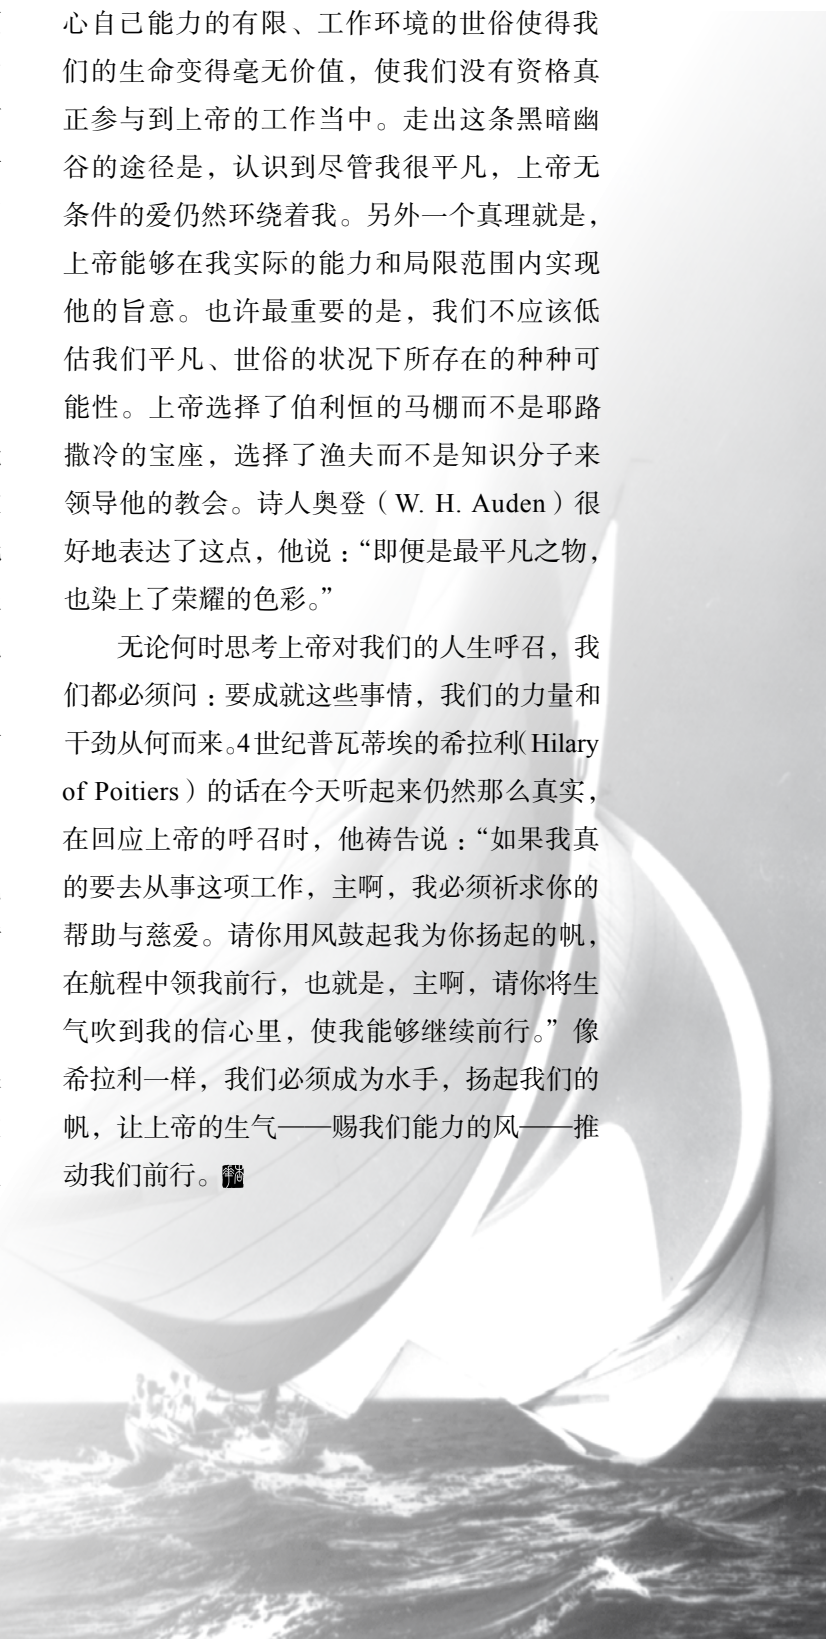 心自己能力的有限、工作环境的世俗使得我
们的生命变得毫无价值，使我们没有资格真
正参与到上帝的工作当中。走出这条黑暗幽
谷的途径是，认识到尽管我很平凡，上帝无
条件的爱仍然环绕着我。另外一个真理就是，
上帝能够在我实际的能力和局限范围内实现
他的旨意。也许最重要的是，我们不应该低
估我们平凡、世俗的状况下所存在的种种可
能性。上帝选择了伯利恒的马棚而不是耶路
撒冷的宝座，选择了渔夫而不是知识分子来
领导他的教会。诗人奥登（W. H. Auden）很
好地表达了这点，他说：“即便是最平凡之物，
也染上了荣耀的色彩。”
无论何时思考上帝对我们的人生呼召，我
们都必须问：要成就这些事情，我们的力量和
干劲从何而来。4世纪普瓦蒂埃的希拉利（Hilary
of Poitiers）的话在今天听起来仍然那么真实，
在回应上帝的呼召时，他祷告说：“如果我真
的要去从事这项工作，主啊，我必须祈求你的
帮助与慈爱。请你用风鼓起我为你扬起的帆，
在航程中领我前行，也就是，主啊，请你将生
气吹到我的信心里，使我能够继续前行。”像
希拉利一样，我们必须成为水手，扬起我们的
帆，让上帝的生气——赐我们能力的风——推
动我们前行。